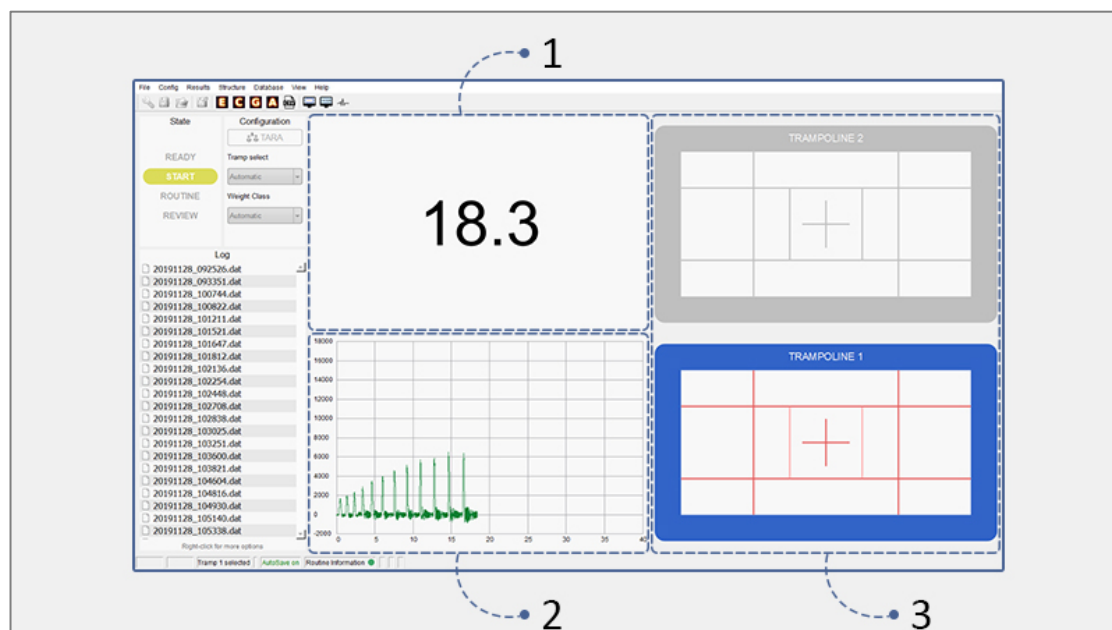 1
File Config Results Structure Database View Help
E C G A
State
READY
START
ROUTINE
REVIEW
Configuration
TARA
Tramp select
Automatic
Weight Class
Automatic
Log
20191128_092526.dat
20191128_093351.dat
20191128_100744.dat
20191128_100822.dat
20191128_101211.dat
20191128_101521.dat
20191128_101647.dat
20191128_101812.dat
20191128_102136.dat
20191128_102254.dat
20191128_102448.dat
20191128_102708.dat
20191128_102838.dat
20191128_103025.dat
20191128_103251.dat
20191128_103600.dat
20191128_103821.dat
20191128_104604.dat
20191128_104816.dat
20191128_104930.dat
20191128_105140.dat
20191128_105338.dat
Right-click for more options
18.3
18000
16000
14000
12000
10000
8000
6000
4000
2000
0
-2000
0 5 10 15 20 25 30 35 40
TRAMPOLINE 2
TRAMPOLINE 1
Tramp 1 selected AutoSave on Routine Information
2
3